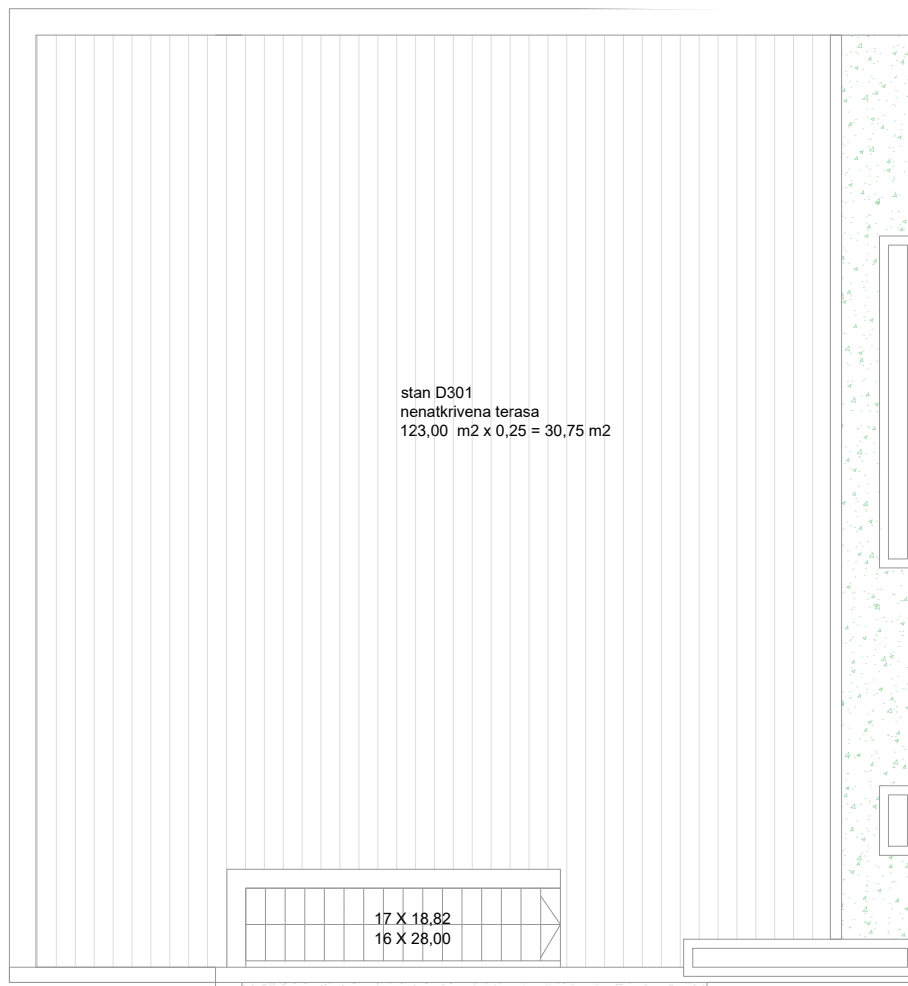 stan D301
nenatkrivena terasa
123,00  m2 x 0,25 = 30,75 m2
17 X 18,82
16 X 28,00